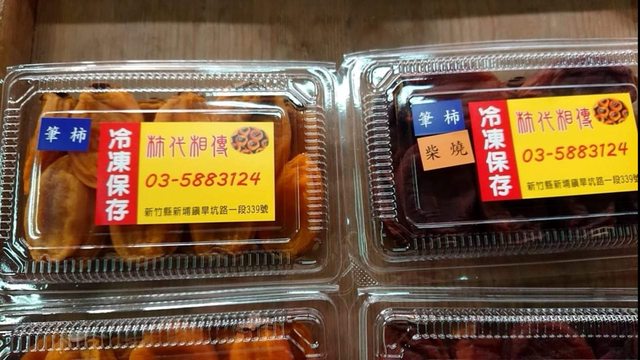 筆柿
冷凍保存
柿代相傳
03-5883124
新竹縣新埔鎮旱坑路一段339號
筆柿
柴燒
冷凍保存
柿代相傳
03-5883124
新竹縣新埔鎮旱坑路一段339號